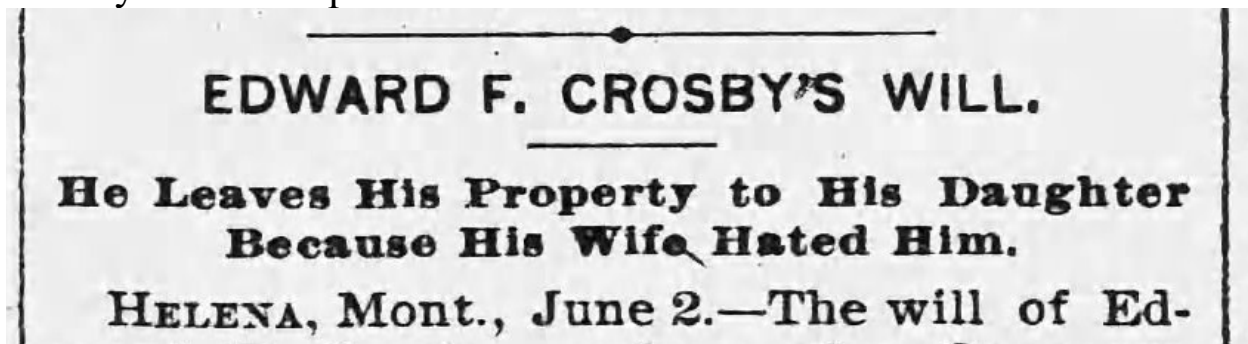 EDWARD F. CROSBY'S WILL.
He Leaves His Property to His Daughter
Because His Wife Hated Him.
HELENA, Mont., June 2.—The will of Ed-